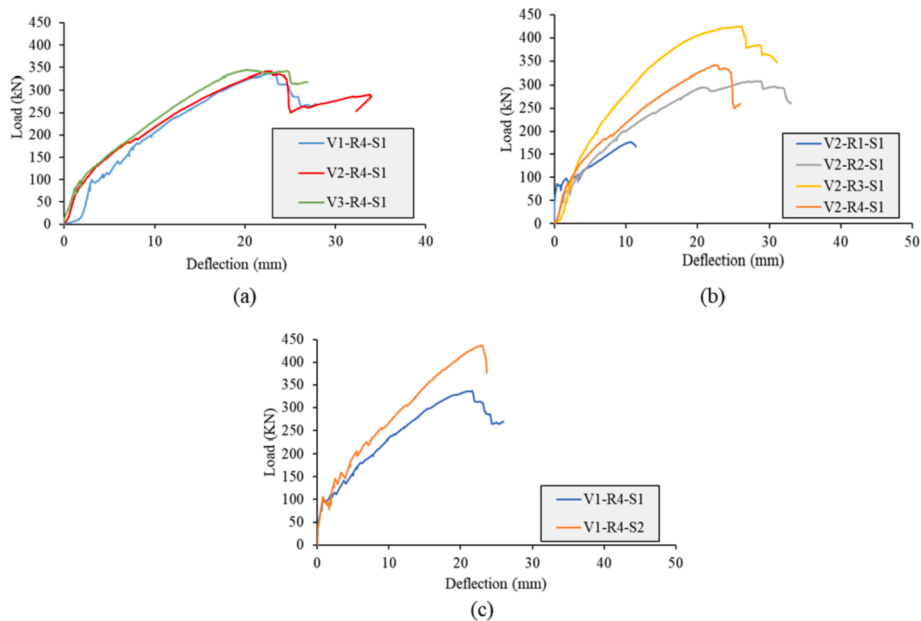 450
400
350
300
250
200
150
100
50
0
Load (kN)
V1-R4-S1
V2-R4-S1
V3-R4-S1
0 10 20 30 40
Deflection (mm)
(a)
450
400
350
300
250
200
150
100
50
0
Load (kN)
V2-R1-S1
V2-R2-S1
V2-R3-S1
V2-R4-S1
0 10 20 30 40 50
Deflection (mm)
(b)
450
400
350
300
250
200
150
100
50
0
Load (KN)
V1-R4-S1
V1-R4-S2
0 10 20 30 40 50
Deflection (mm)
(c)